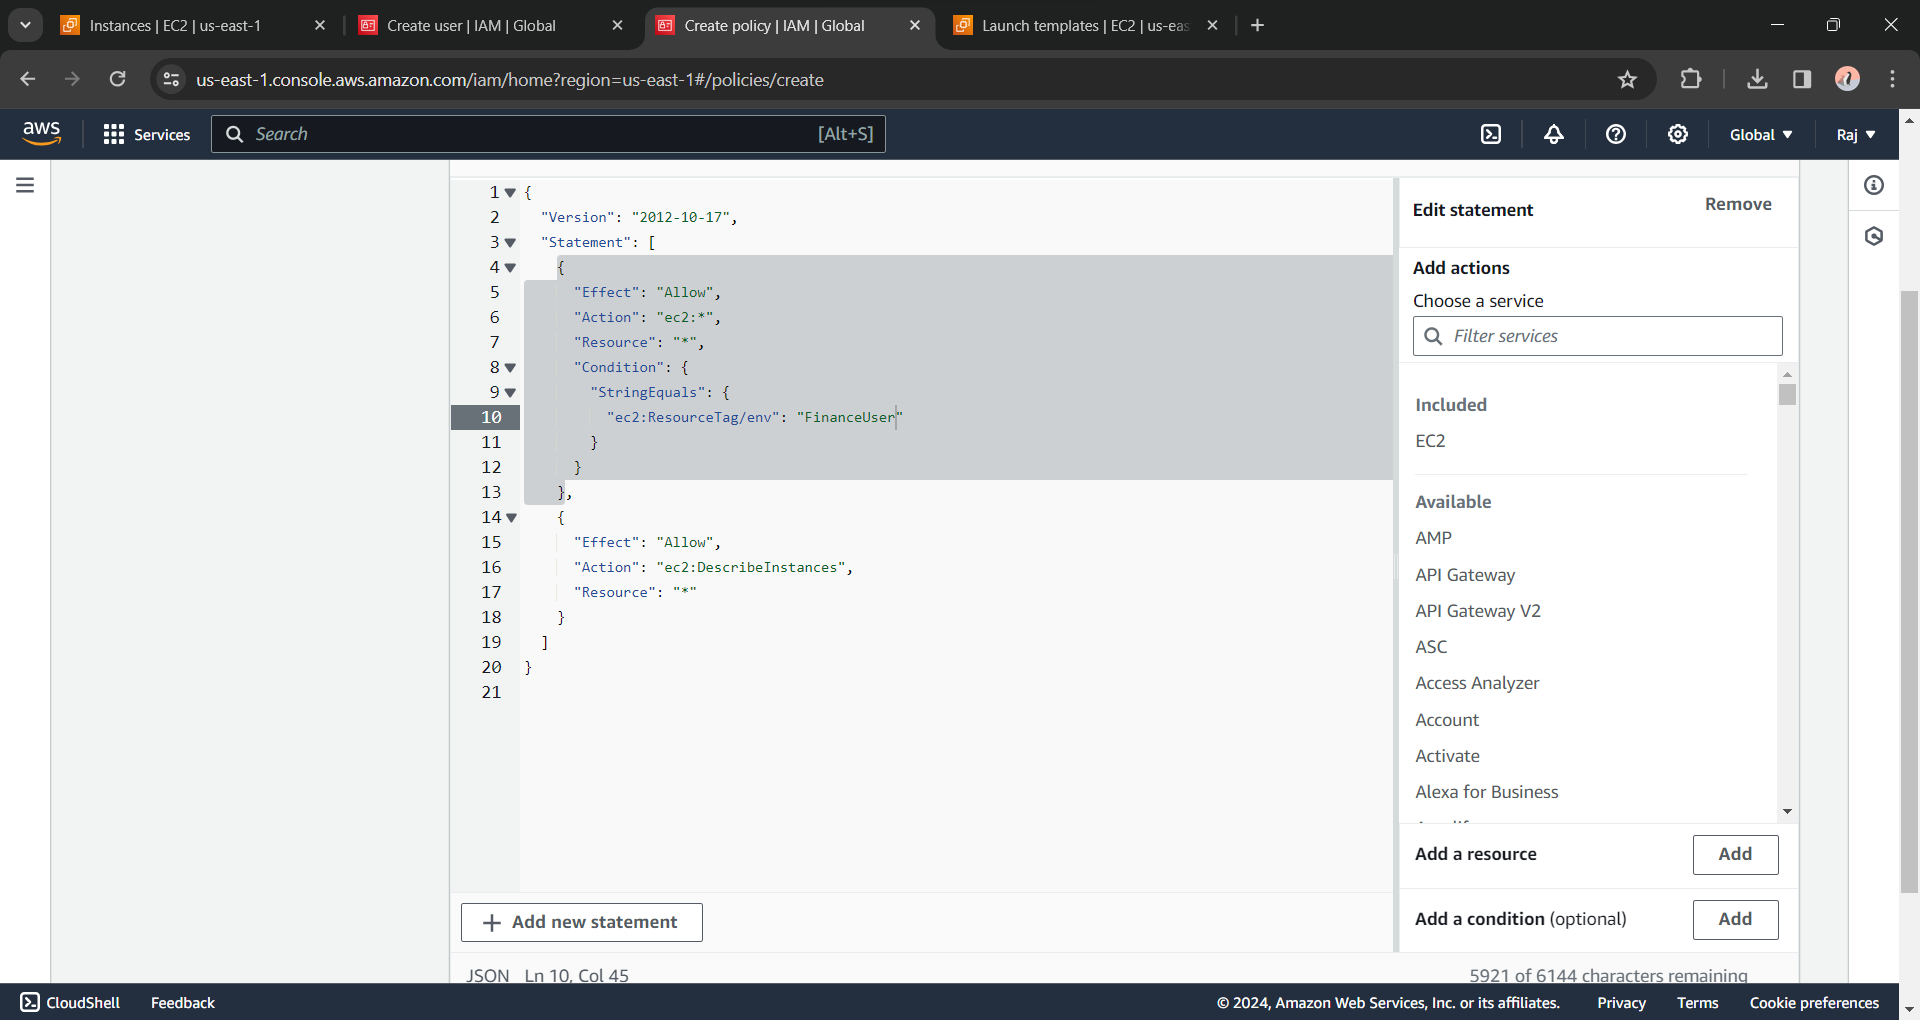 Instances | EC2 | us-east-1
Create user | IAM | Global
Create policy | IAM | Global
Launch templates | EC2 | us-eas
us-east-1.console.aws.amazon.com/iam/home?region=us-east-1#/policies/create
aws
Services
Search
[Alt+S]
Global
Raj
1 {
2 "Version": "2012-10-17",
3 "Statement": [
4 {
5 "Effect": "Allow",
6 "Action": "ec2:*",
7 "Resource": "*",
8 "Condition": {
9 "StringEquals": {
10 "ec2:ResourceTag/env": "FinanceUser"
11 }
12 }
13 },
14 {
15 "Effect": "Allow",
16 "Action": "ec2:DescribeInstances",
17 "Resource": "*"
18 }
19 ]
20 }
21
+ Add new statement
JSON Ln 10, Col 45
Edit statement
Remove
Add actions
Choose a service
Filter services
Included
EC2
Available
AMP
API Gateway
API Gateway V2
ASC
Access Analyzer
Account
Activate
Alexa for Business
Add a resource
Add
Add a condition (optional)
Add
5921 of 6144 characters remaining
CloudShell
Feedback
© 2024, Amazon Web Services, Inc. or its affiliates.
Privacy
Terms
Cookie preferences